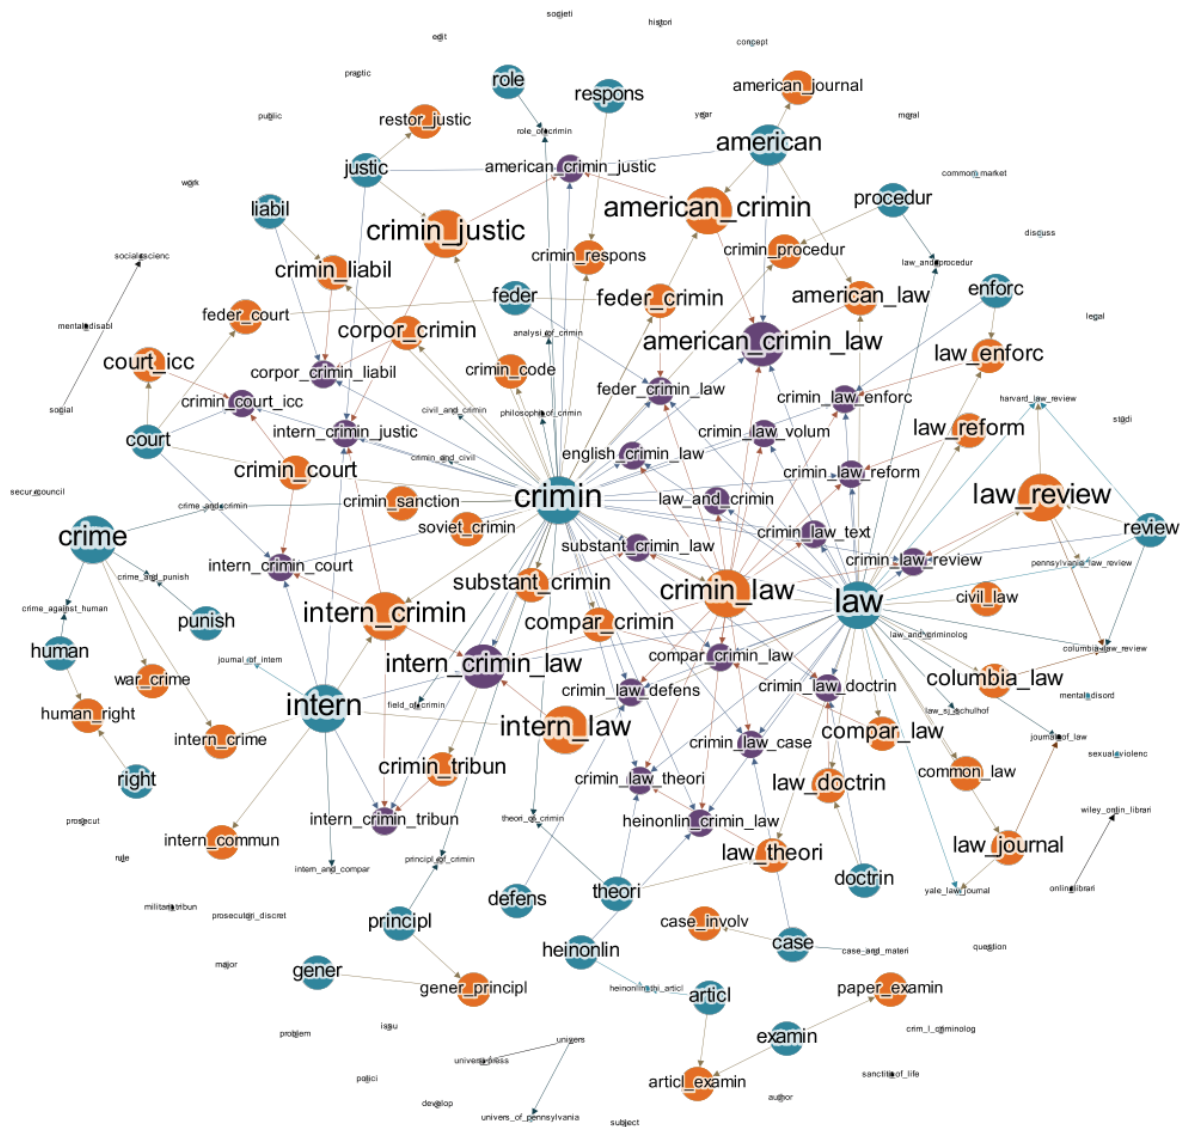 societi
histori
edit
concept
practic
role
respons
american_journal
public
restor_justic
role_of_crimin
year
american
moral
justic
american_crimin_justic
common_market
work
liabil
crimin_justic
american_crimin
procedur
discuss
social_scienc
crimin_liabil
crimin_respons
crimin_procedur
law_and_procedur
feder
feder_crimin
american_law
enforc
mental_disabl
feder_court
corpor_crimin
analysi_of_crimin
american_crimin_law
law_enforc
legal
court_icc
corpor_crimin_liabil
crimin_code
feder_crimin_law
crimin_law_enforc
harvard_law_review
social
crimin_court_icc
civil_and_crimin
philosophi_of_crimin
studi
court
intern_crimin_justic
crimin_law_volum
law_reform
crimin_and_civil
english_crimin_law
crimin_court
crimin_law_reform
crimin
law_review
crime_and_crimin
crimin_sanction
law_and_crimin
crime
soviet_crimin
crimin_law_text
review
substant_crimin_law
crimin_law_review
intern_crimin_court
pennsylvania_law_review
crime_and_punish
substant_crimin
crimin_law
civil_law
crime_against_human
law
intern_crimin
punish
compar_crimin
law_and_criminolog
columbia_law_review
human
journal_of_intern
intern_crimin_law
compar_crimin_law
columbia_law
war_crime
crimin_law_defens
crimin_law_doctrin
mental_disord
intern
field_of_crimin
human_right
intern_law
compar_law
journal_of_law
intern_crime
crimin_law_case
sexual_violenc
crimin_tribun
common_law
right
crimin_law_theori
law_doctrin
wiley_onlin_librari
prosecut
intern_crimin_tribun
theori_of_crimin
heinonlin_crimin_law
intern_commun
law_theori
law_journal
rule
intern_and_compar
principl_of_crimin
doctrin
yale_law_journal
onlin_librari
defens
theori
militari_tribun
prosecutori_discret
principl
case_involv
case
heinonlin
case_and_materi
question
major
gener
gener_principl
articl
paper_examin
issu
problem
univers
examin
crim_l_criminolog
univers_press
polici
articl_examin
sanctiti_of_life
author
develop
univers_of_pennsylvania
subject